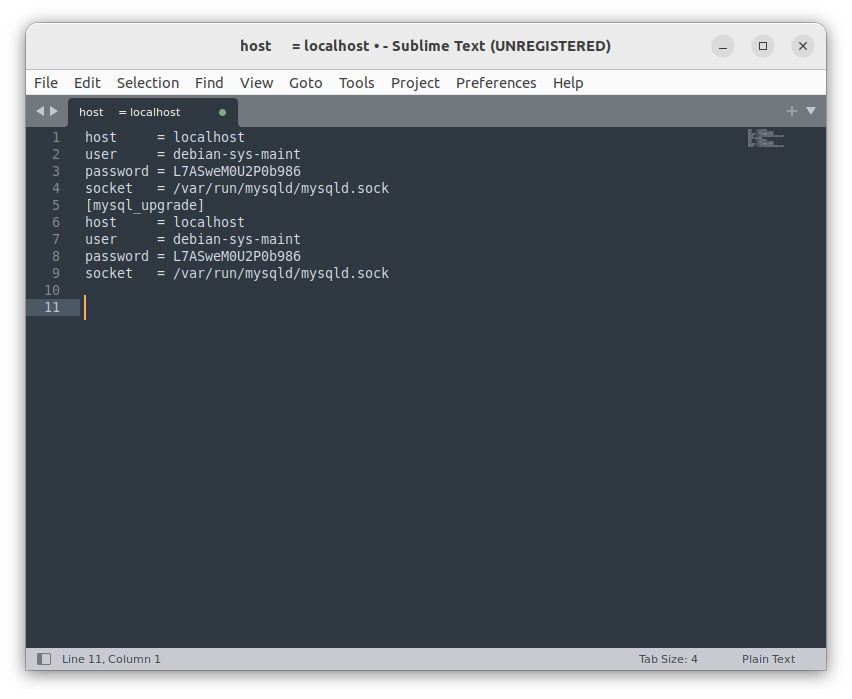 host     = localhost • - Sublime Text (UNREGISTERED)
File Edit Selection Find View Goto Tools Project Preferences Help
host     = localhost
1 host     = localhost
2 user     = debian-sys-maint
3 password = L7ASweM0U2P0b986
4 socket   = /var/run/mysqld/mysqld.sock
5 [mysql_upgrade]
6 host     = localhost
7 user     = debian-sys-maint
8 password = L7ASweM0U2P0b986
9 socket   = /var/run/mysqld/mysqld.sock
10
11
Line 11, Column 1 Tab Size: 4 Plain Text